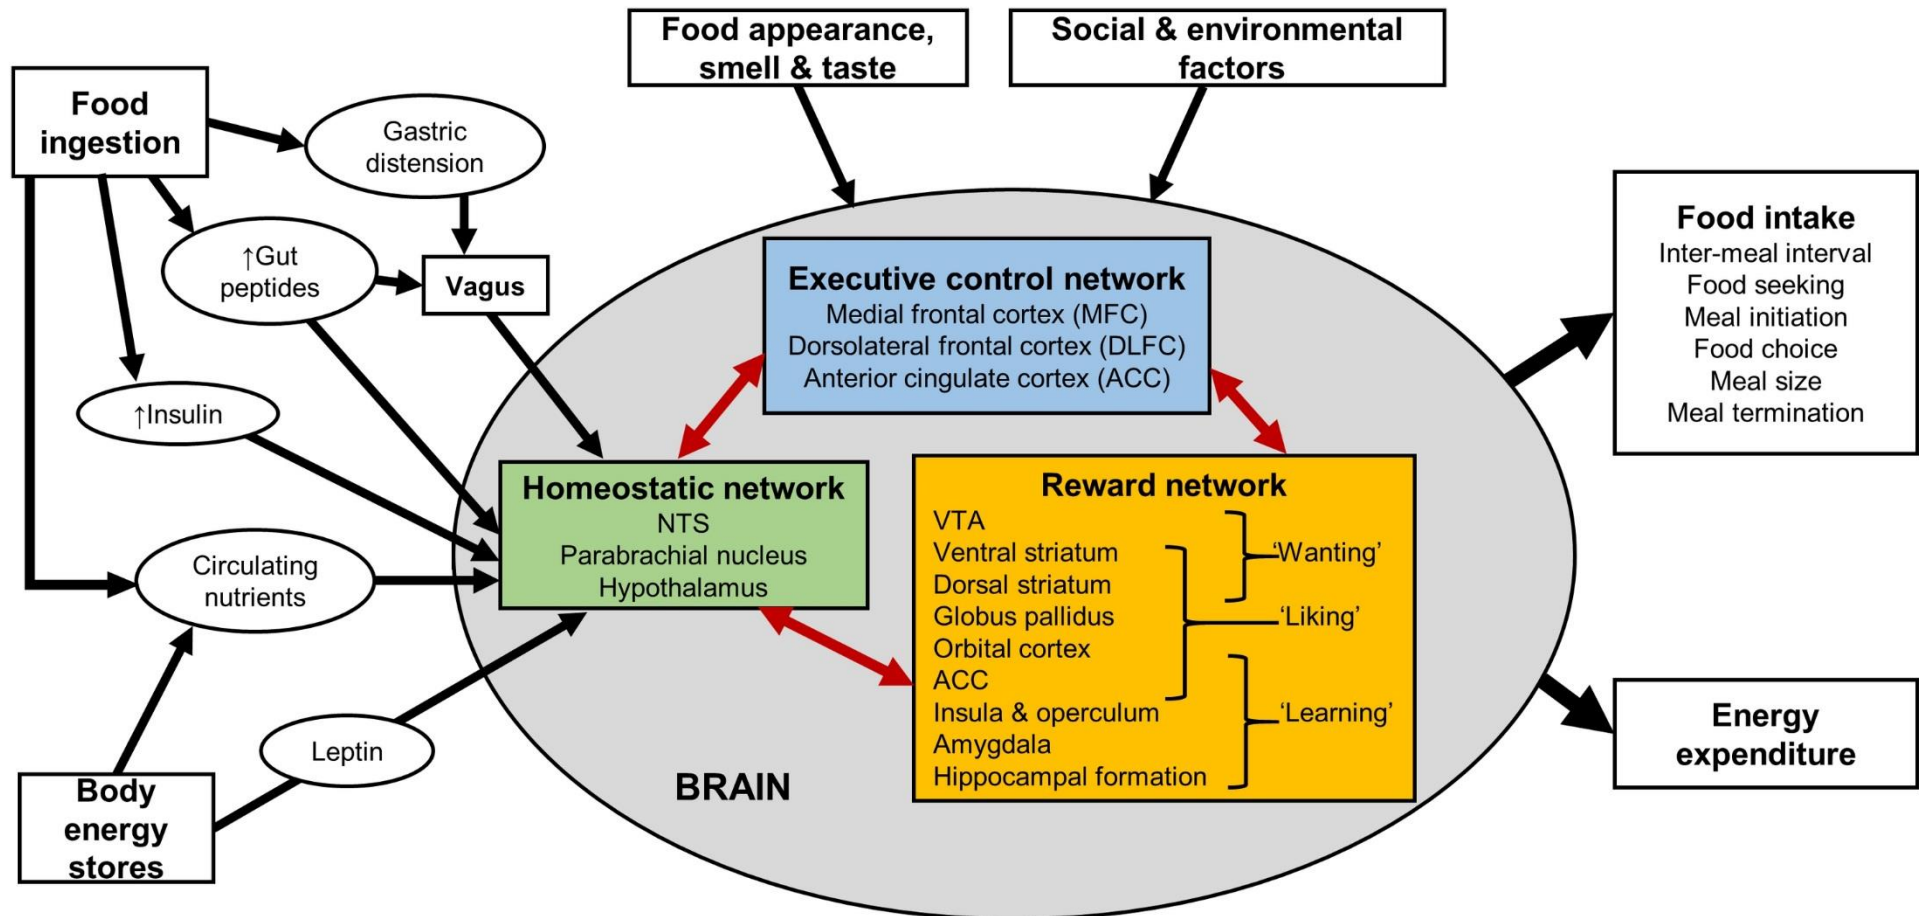 Food appearance,
smell & taste
Social & environmental
factors
Food
ingestion
Gastric
distension
↑Gut
peptides
Vagus
↑Insulin
Circulating
nutrients
Leptin
Body
energy
stores
Executive control network
Medial frontal cortex (MFC)
Dorsolateral frontal cortex (DLFC)
Anterior cingulate cortex (ACC)
Homeostatic network
NTS
Parabrachial nucleus
Hypothalamus
Reward network
VTA
Ventral striatum
Dorsal striatum
Globus pallidus
Orbital cortex
ACC
Insula & operculum
Amygdala
Hippocampal formation
‘Wanting’
‘Liking’
‘Learning’
BRAIN
Food intake
Inter-meal interval
Food seeking
Meal initiation
Food choice
Meal size
Meal termination
Energy
expenditure